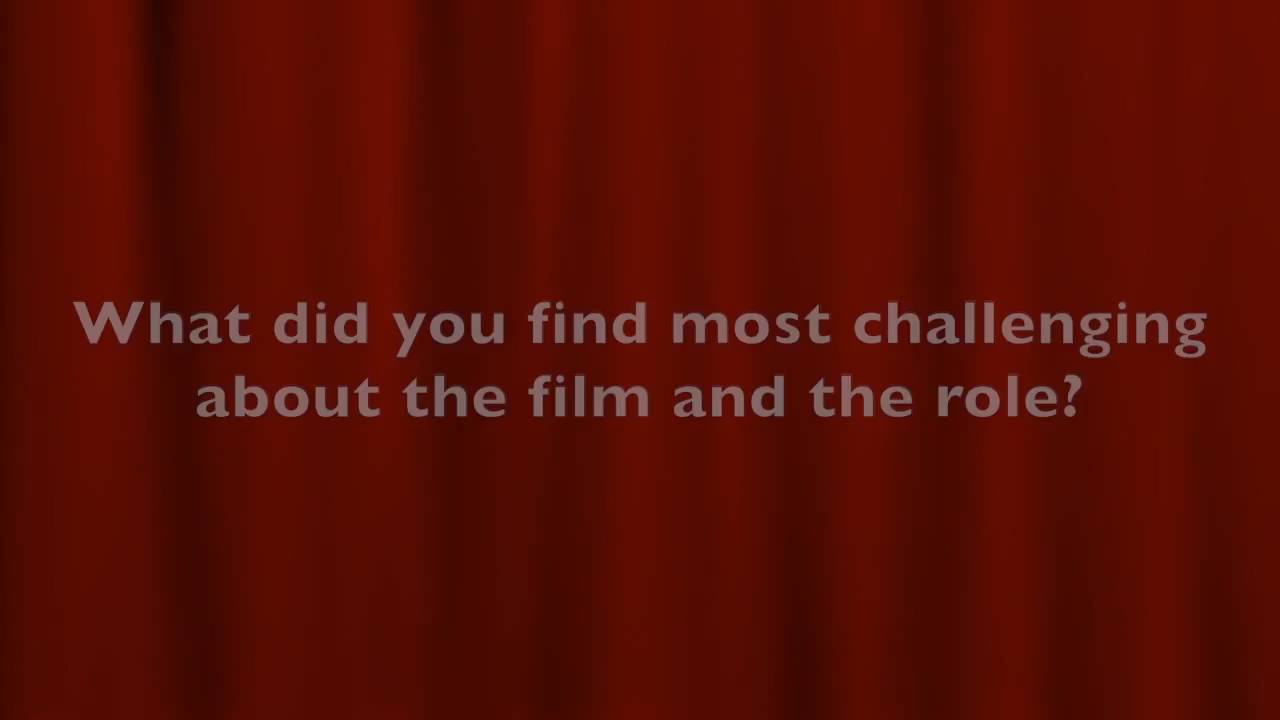 What did you find most challenging
about the film and the role?